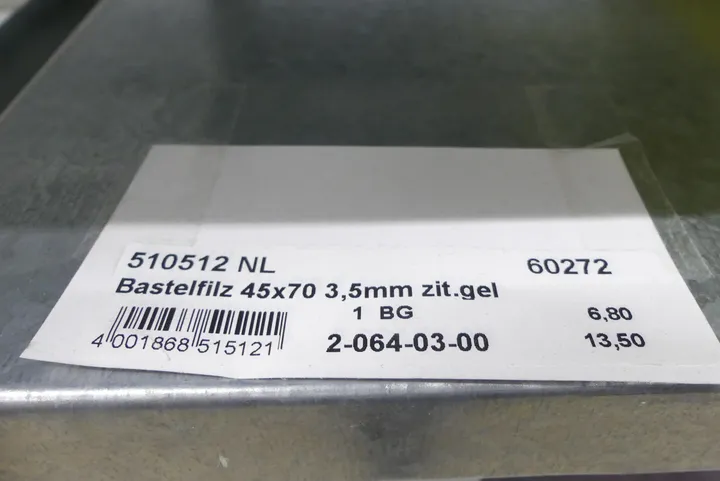 510512 NL 60272
Bastelfilz 45x70 3,5mm zit.gel
1 BG 6,80
4 001868 515121 2-064-03-00 13,50